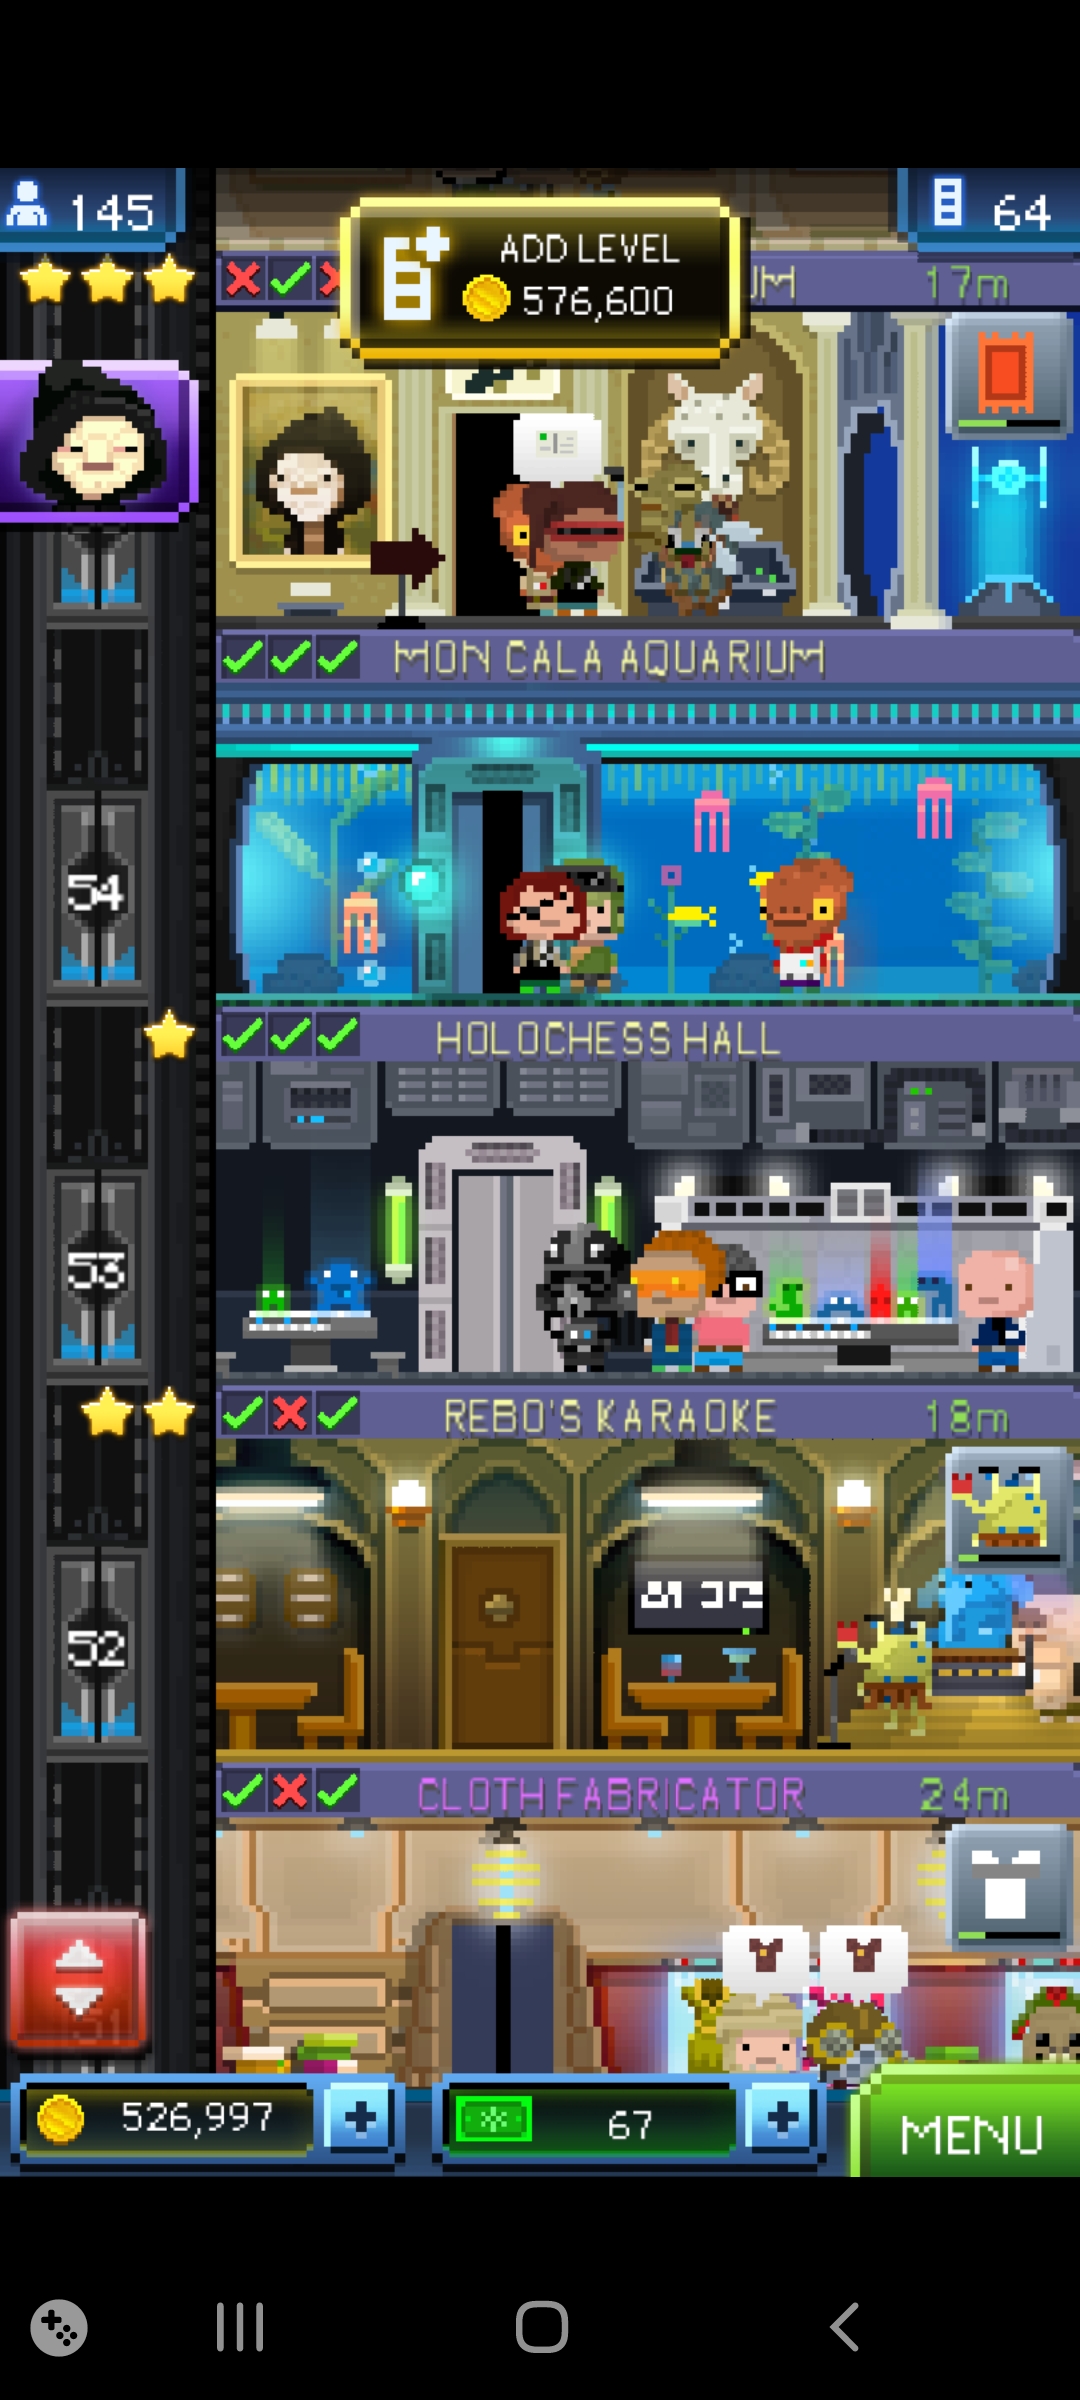 145
64
ADD LEVEL
576,600
UM
17m
MON CALA AQUARIUM
54
HOLOCHESS HALL
53
REBO'S KARAOKE
18m
52
CLOTH FABRICATOR
24m
526,997
67
MENU